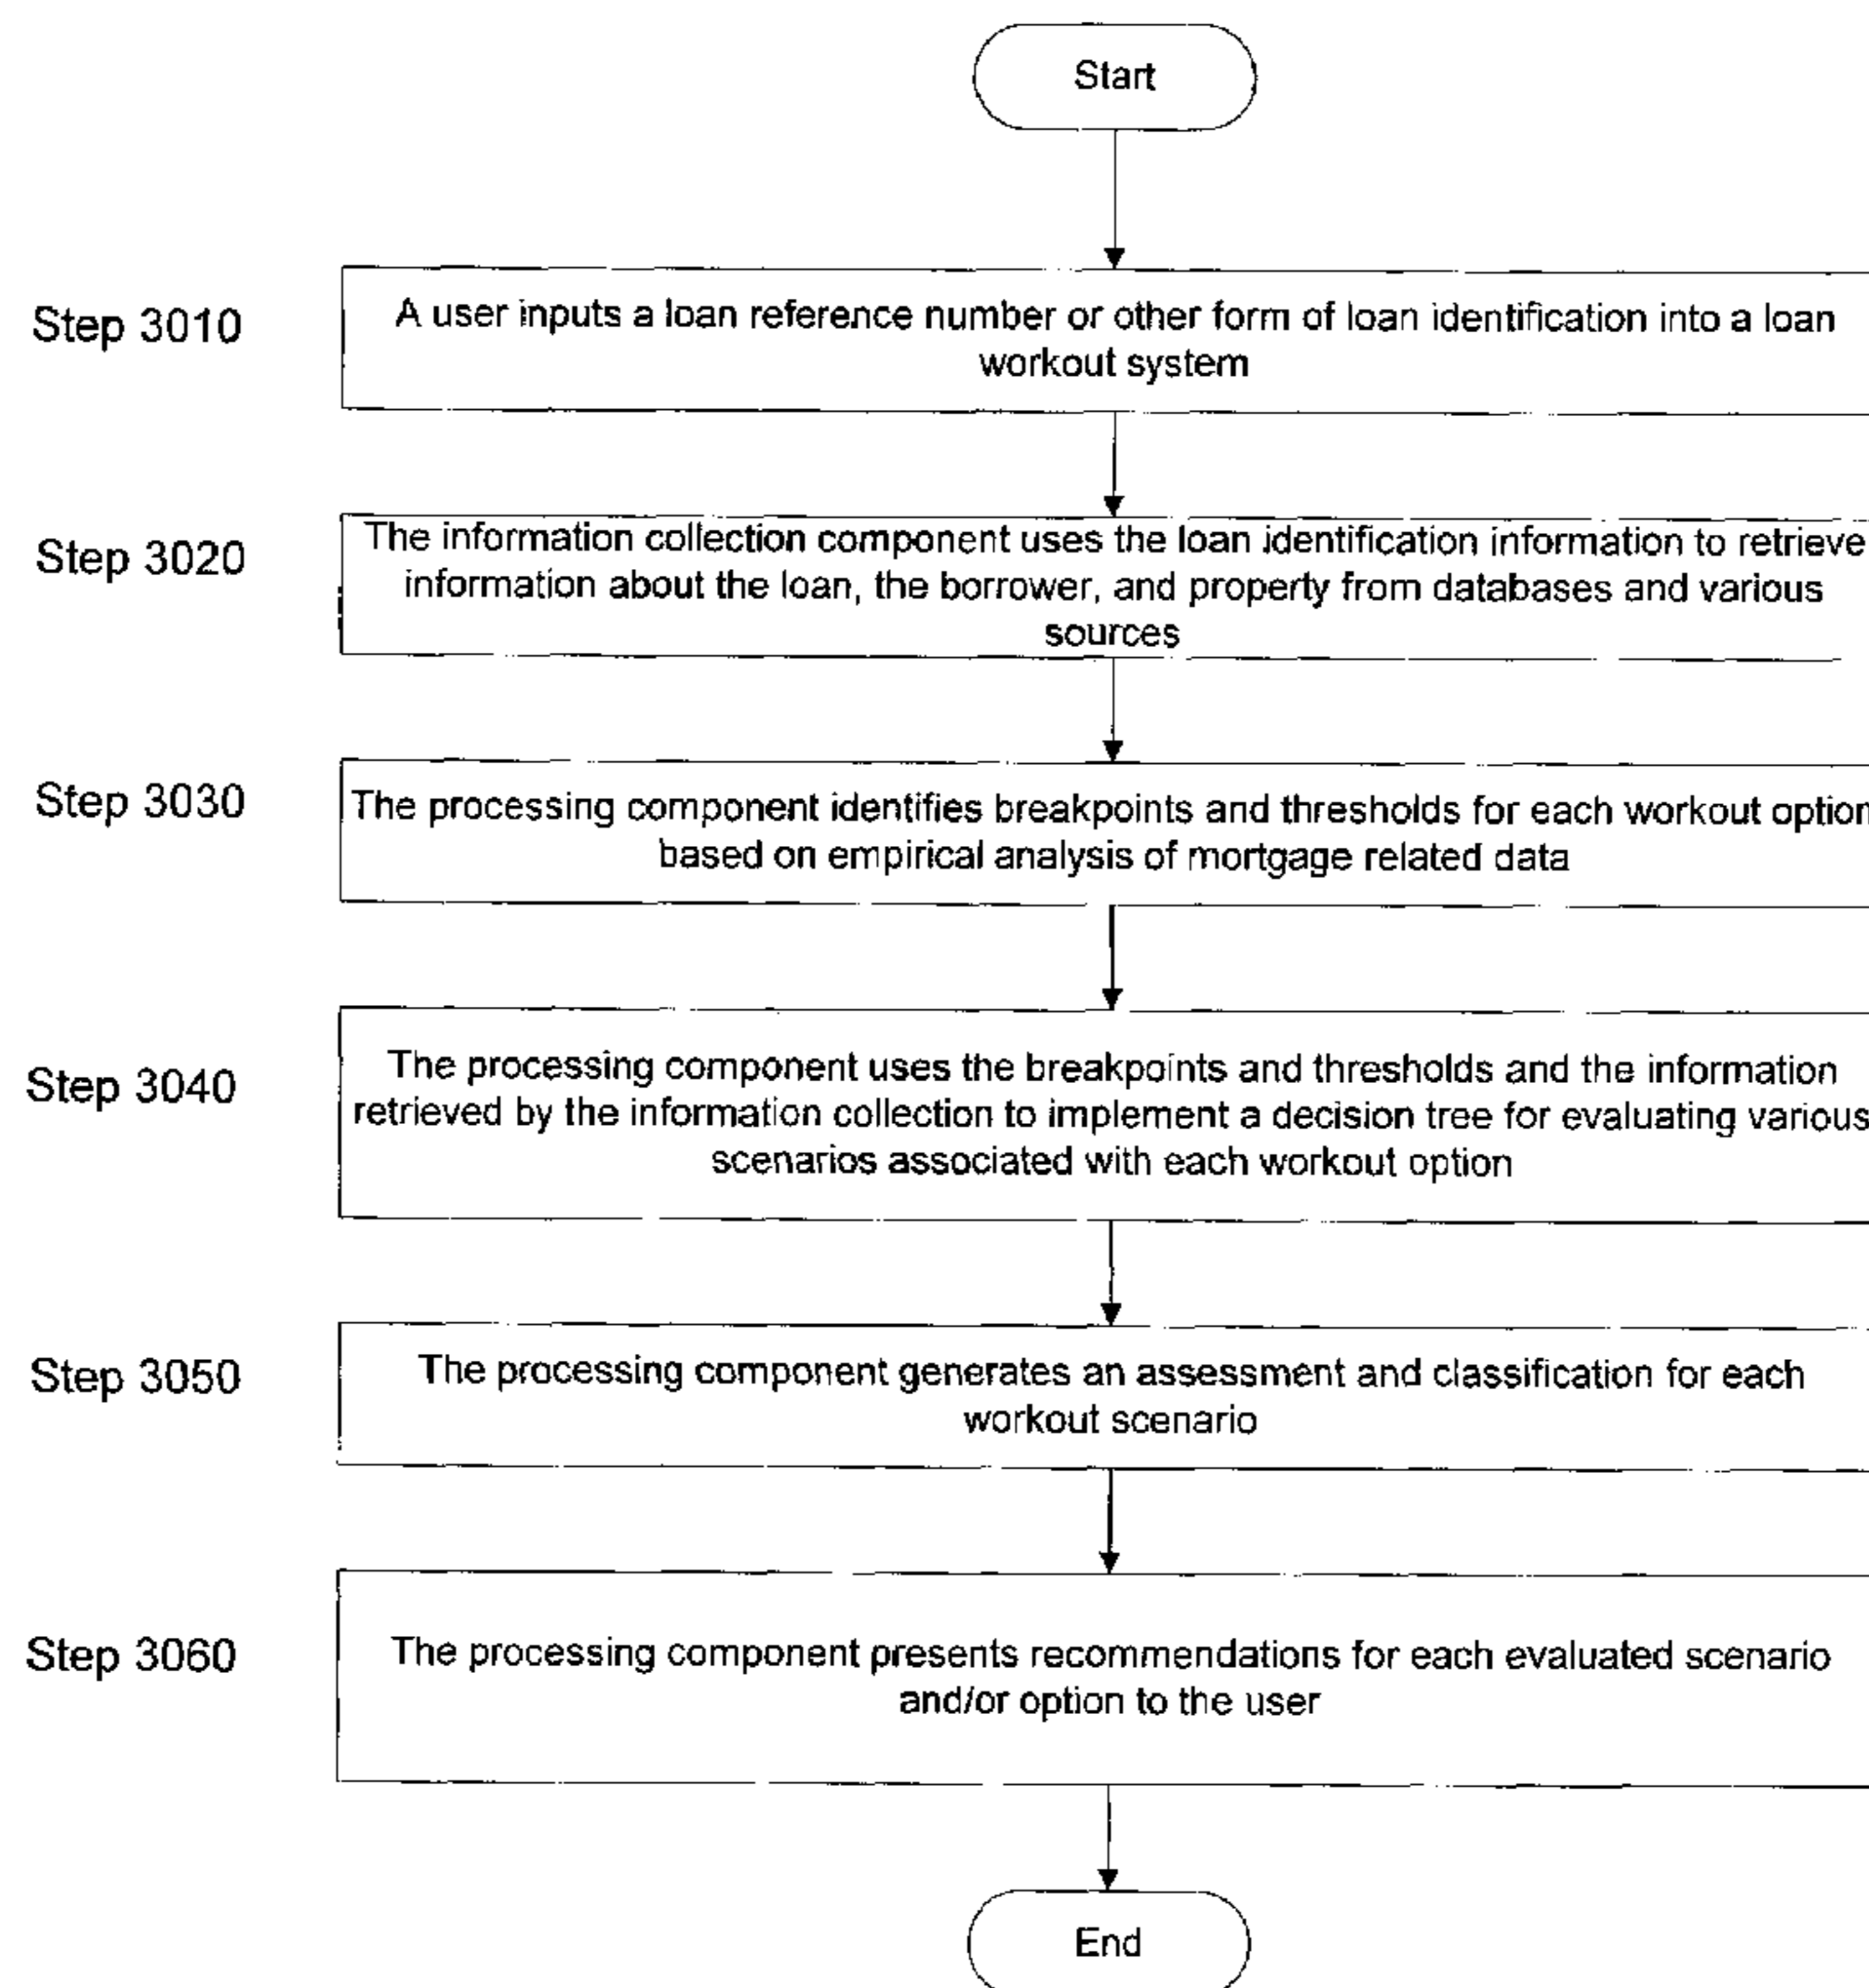 Start
Step 3010
A user inputs a loan reference number or other form of loan identification into a loan
workout system
Step 3020
The information collection component uses the loan identification information to retrieve
information about the loan, the borrower, and property from databases and various
sources
Step 3030
The processing component identifies breakpoints and thresholds for each workout option
based on empirical analysis of mortgage related data
Step 3040
The processing component uses the breakpoints and thresholds and the information
retrieved by the information collection to implement a decision tree for evaluating various
scenarios associated with each workout option
Step 3050
The processing component generates an assessment and classification for each
workout scenario
Step 3060
The processing component presents recommendations for each evaluated scenario
and/or option to the user
End